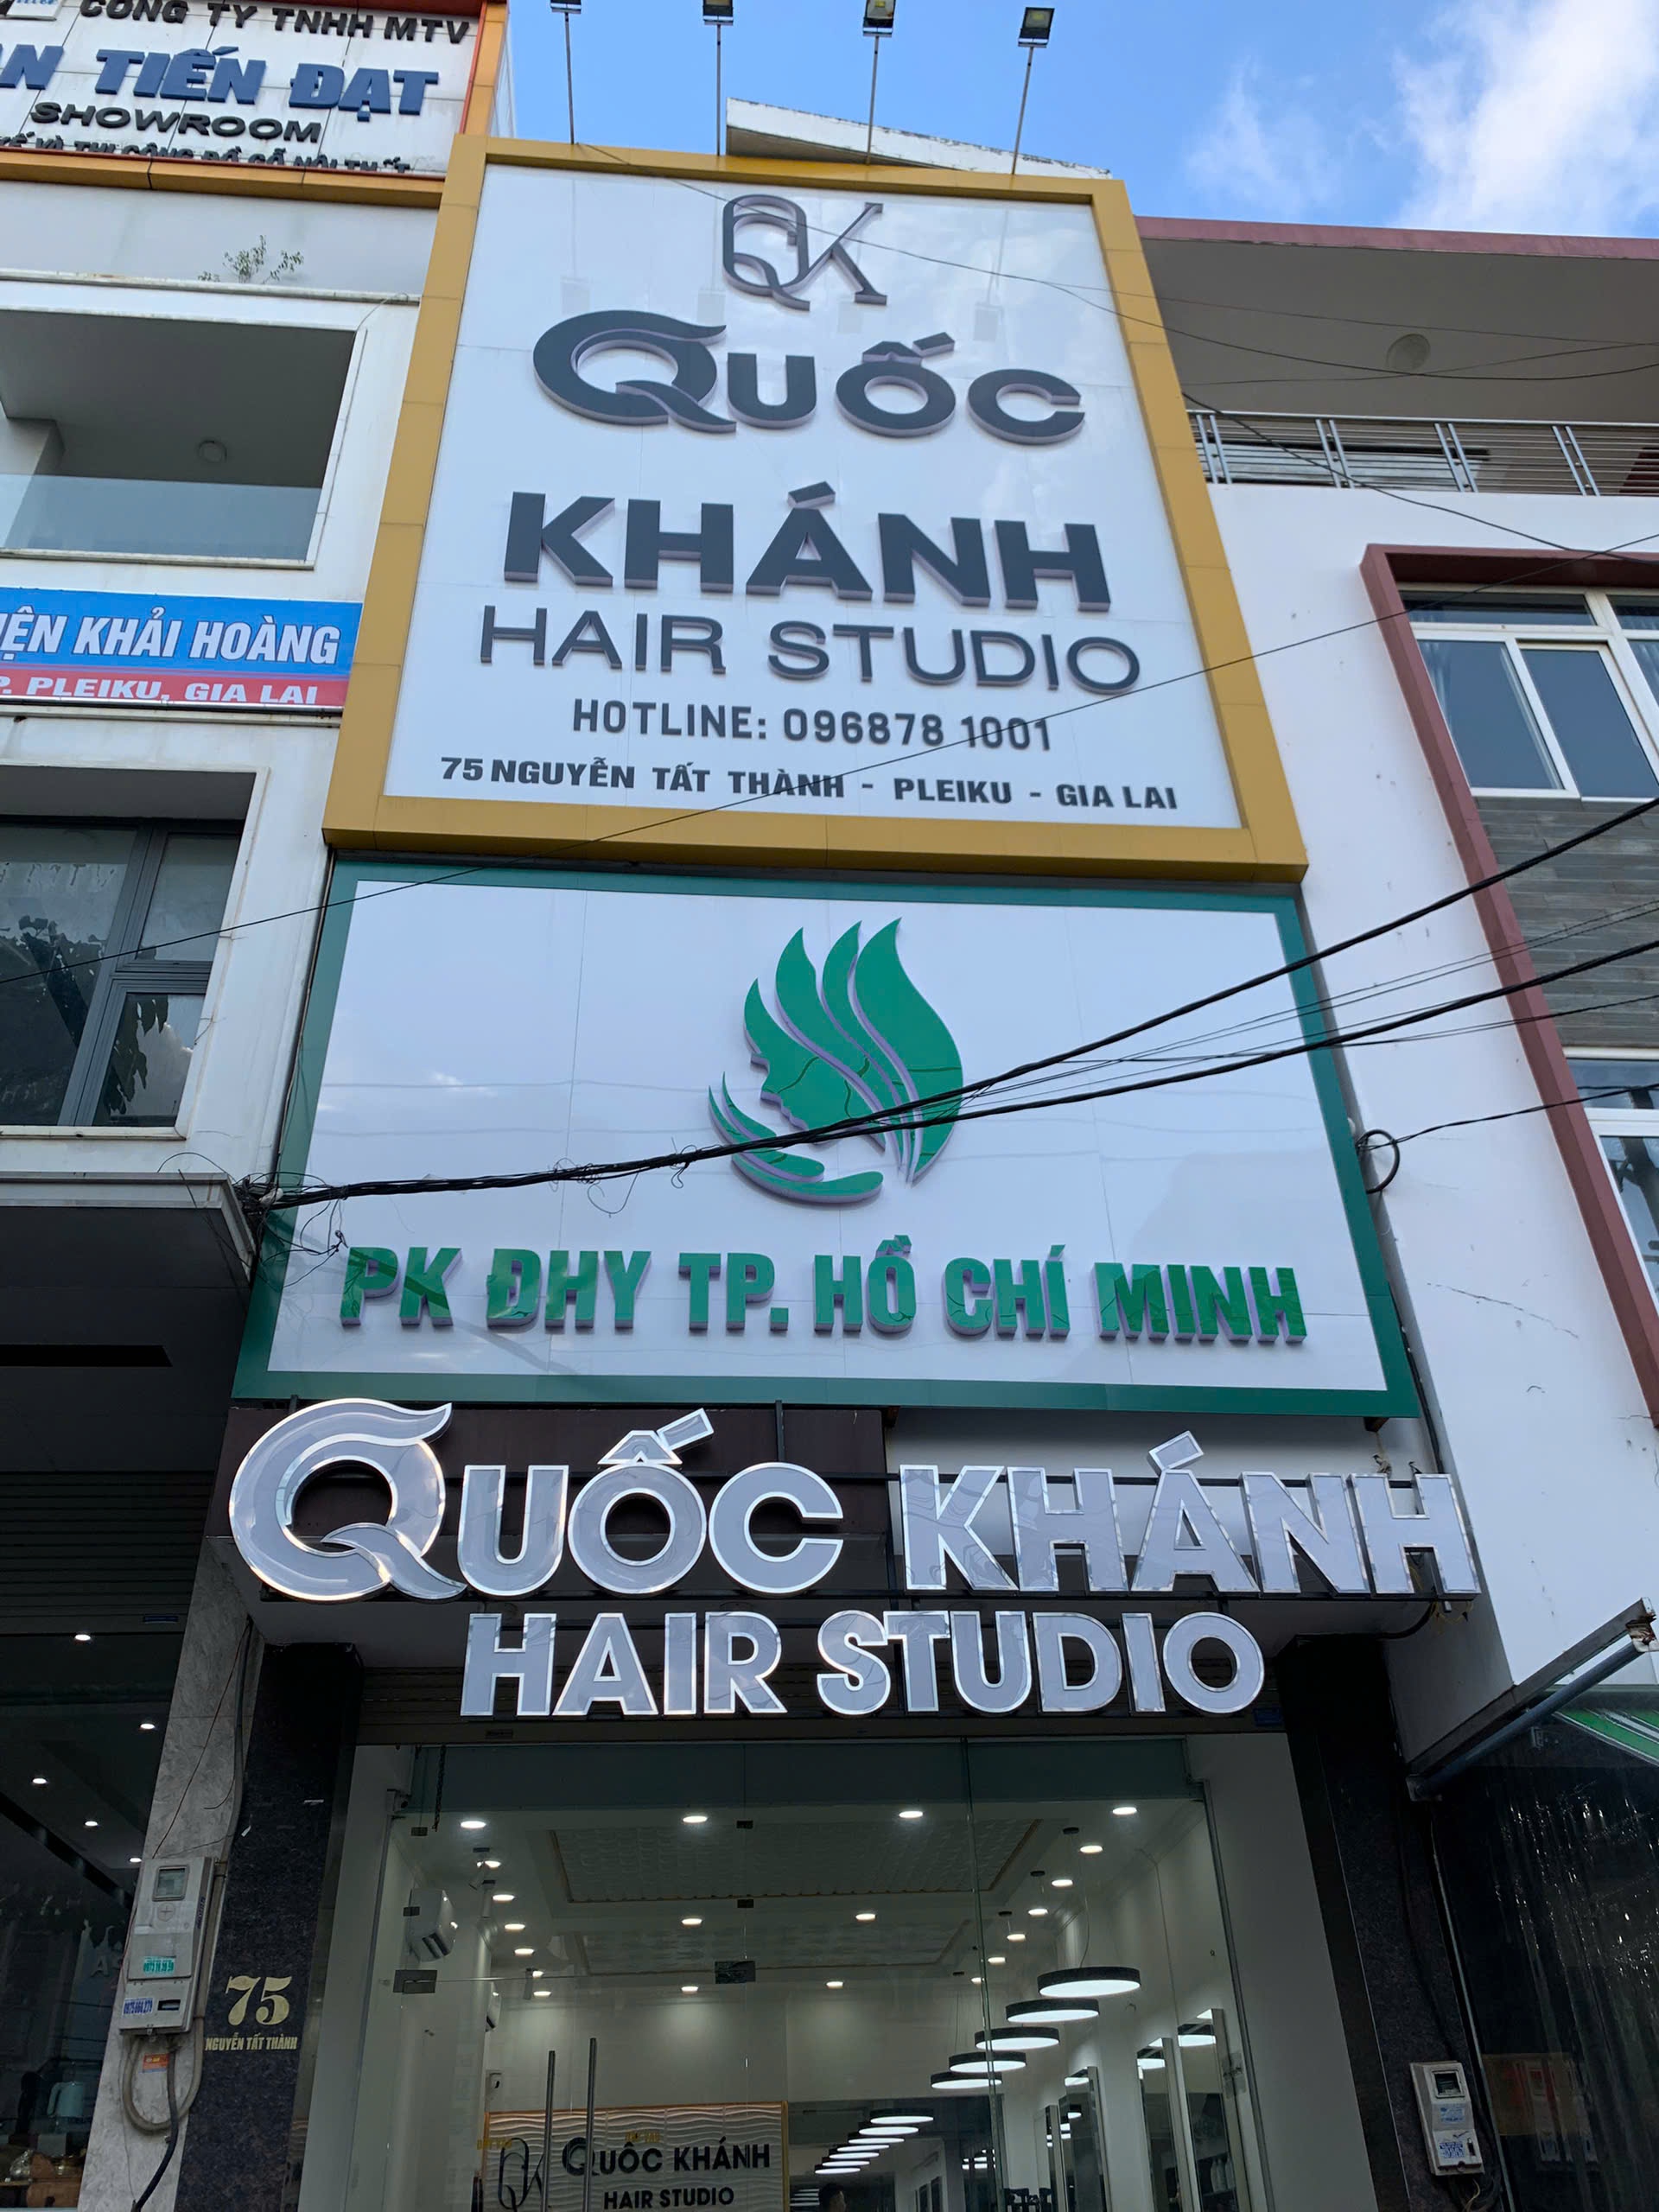 CÔNG TY TNHH MTV
TIẾN ĐẠT
SHOWROOM
QK
QUỐC
KHÁNH
HAIR STUDIO
HOTLINE: 096878 1001
75 NGUYỄN TẤT THÀNH - PLEIKU - GIA LAI
KHẢI HOÀNG
P. PLEIKU, GIA LAI
PK ĐHY TP. HỒ CHÍ MINH
QUỐC KHÁNH
HAIR STUDIO
75
NGUYỄN TẤT THÀNH
QK
QUỐC KHÁNH
HAIR STUDIO